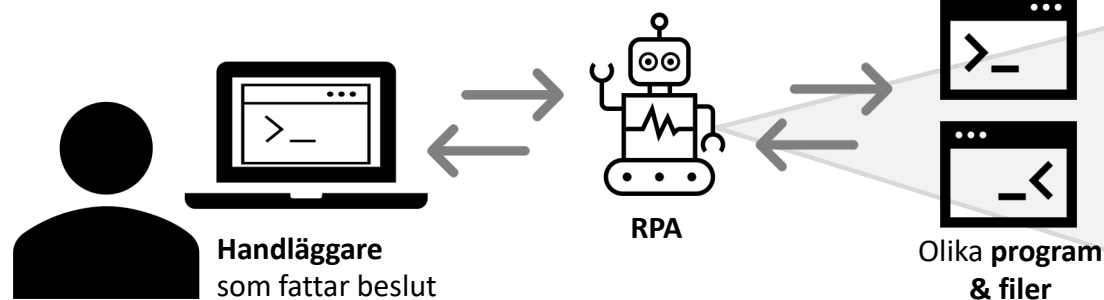 Handläggare
som fattar beslut
RPA
Olika program
& filer